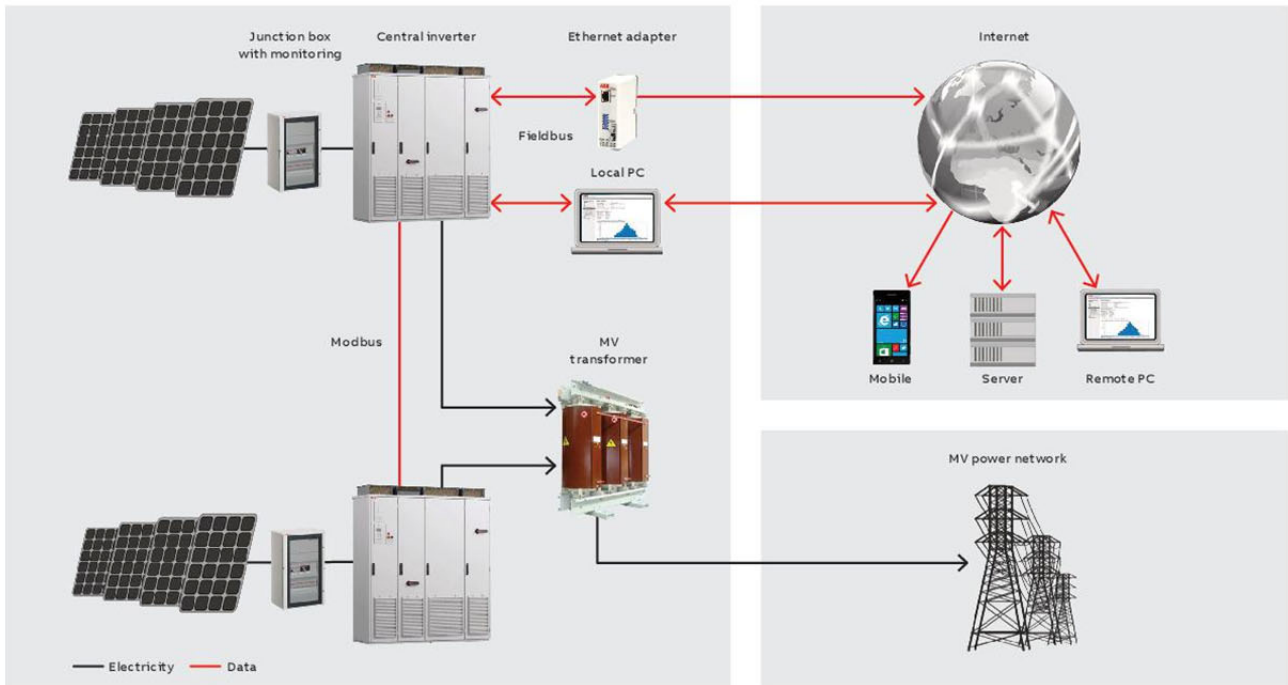 Junction box
with monitoring
Central inverter
Ethernet adapter
Internet
Fieldbus
Local PC
Modbus
MV
transformer
Mobile
Server
Remote PC
MV power network
Electricity
Data